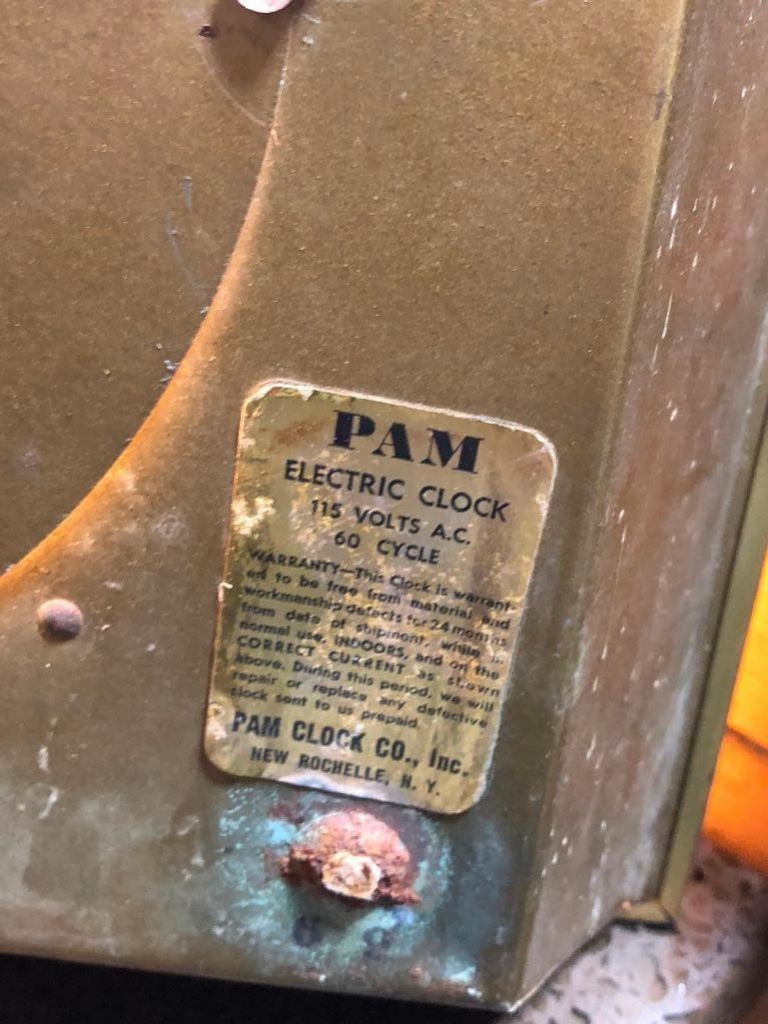 PAM
ELECTRIC CLOCK
115 VOLTS A.C.
60 CYCLE
WARRANTY—This Clock is warrant-
ed to be free from material and
workmanship defects for 24 months
from date of shipment, while in
normal use, INDOORS, and on the
CORRECT CURRENT as shown
above. During this period, we will
repair or replace any defective
clock sent to us prepaid.
PAM CLOCK CO., Inc.
NEW ROCHELLE, N. Y.